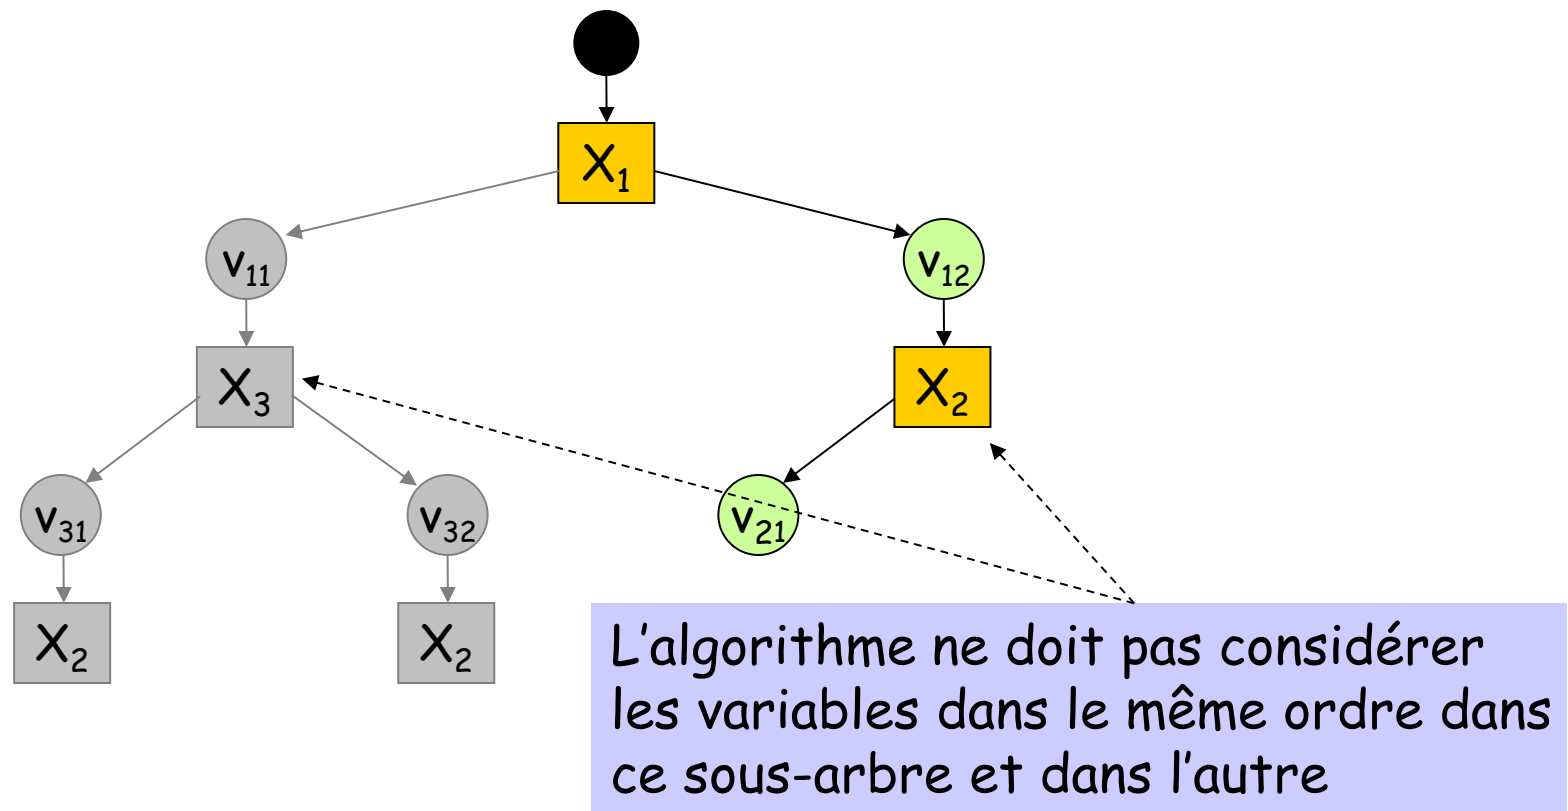 X₁
v₁₁
v₁₂
X₃
X₂
v₃₁
v₃₂
v₂₁
X₂
X₂
L'algorithme ne doit pas considérer
les variables dans le même ordre dans
ce sous-arbre et dans l'autre